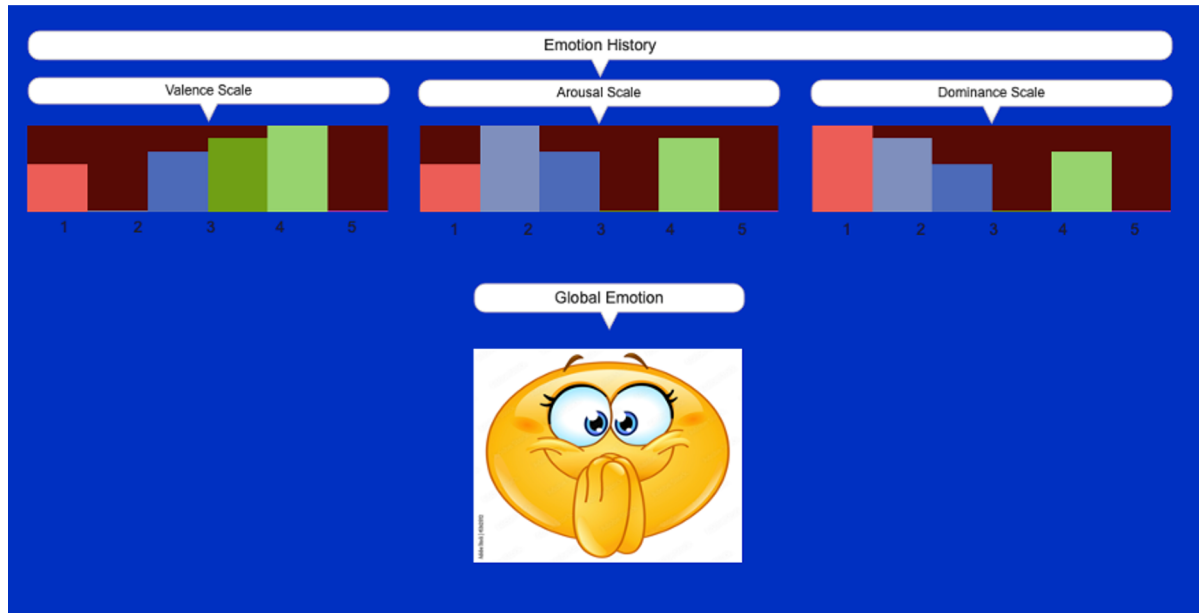 Emotion History
Valence Scale
Arousal Scale
Dominance Scale
1 2 3 4 5
1 2 3 4 5
1 2 3 4 5
Global Emotion